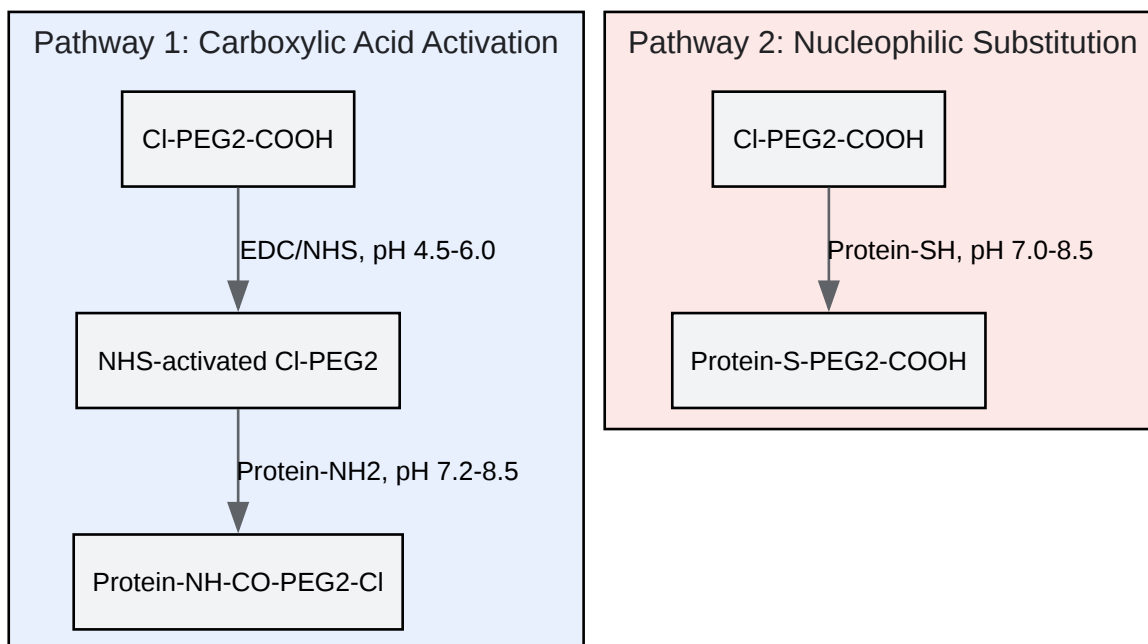 Pathway 1: Carboxylic Acid Activation
Cl-PEG2-COOH
EDC/NHS, pH 4.5-6.0
NHS-activated Cl-PEG2
Protein-NH2, pH 7.2-8.5
Protein-NH-CO-PEG2-Cl
Pathway 2: Nucleophilic Substitution
Cl-PEG2-COOH
Protein-SH, pH 7.0-8.5
Protein-S-PEG2-COOH